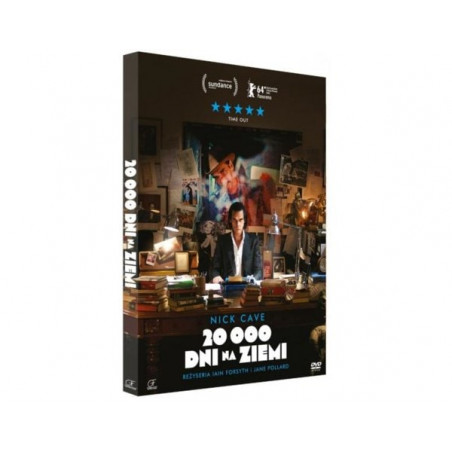 sundance
64
TIME OUT
NICK CAVE
20 000
DNI NA ZIEMI
REŻYSERIA IAIN FORSYTH I JANE POLLARD
DVD
20 000 DNI NA ZIEMI